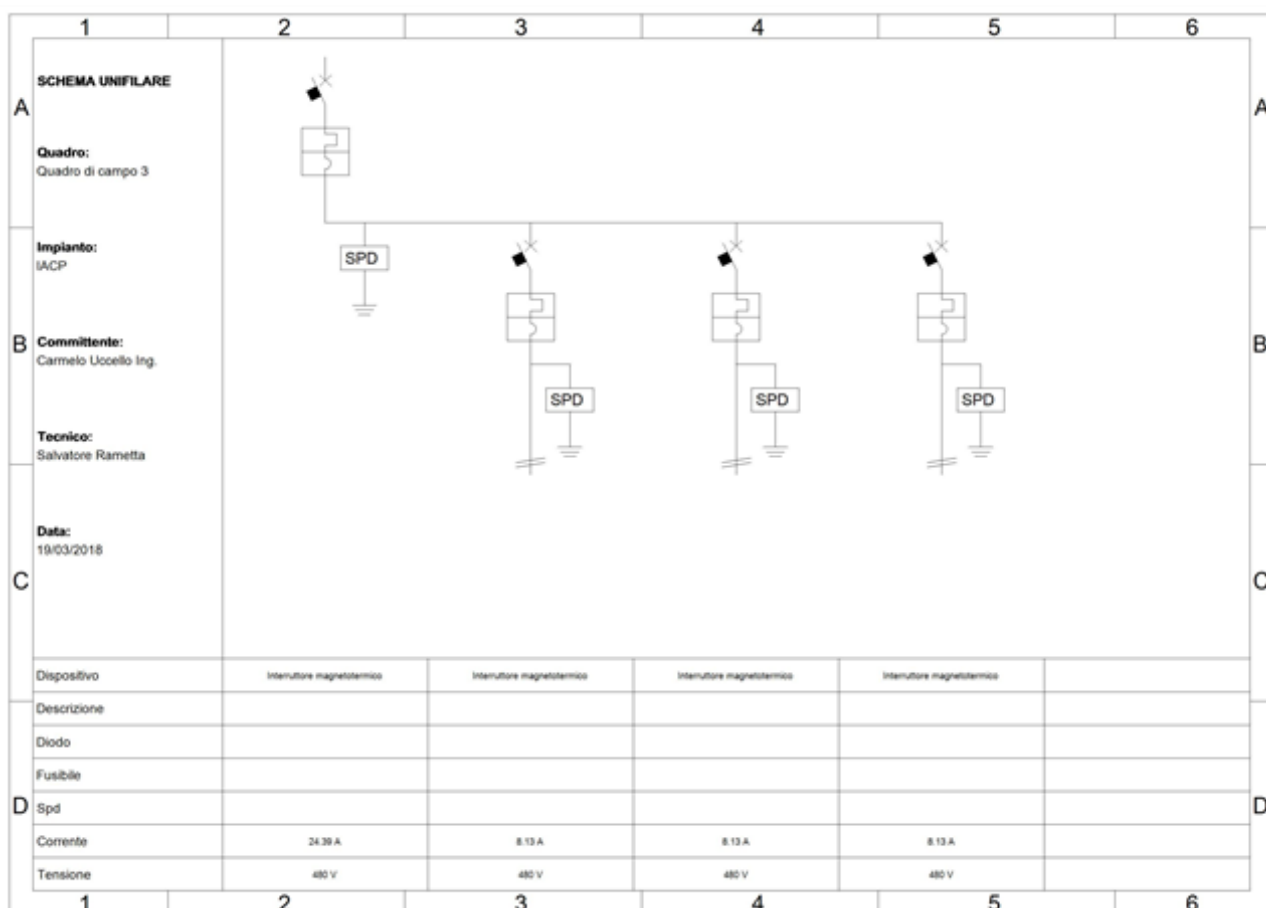 1 2 3 4 5 6
SCHEMA UNIFILARE
A A
Quadro:
Quadro di campo 3
Impianto:
IACP
SPD
B B
Committente:
Carmelo Uccello Ing.
SPD SPD SPD
Tecnico:
Salvatore Rametta
Data:
19/03/2018
C C
Dispositivo Interruttore magnetotermico Interruttore magnetotermico Interruttore magnetotermico Interruttore magnetotermico
Descrizione
Diodo
Fusibile
D Spd D
Corrente 24.39 A 8.13 A 8.13 A 8.13 A
Tensione 480 V 480 V 480 V 480 V
1 2 3 4 5 6